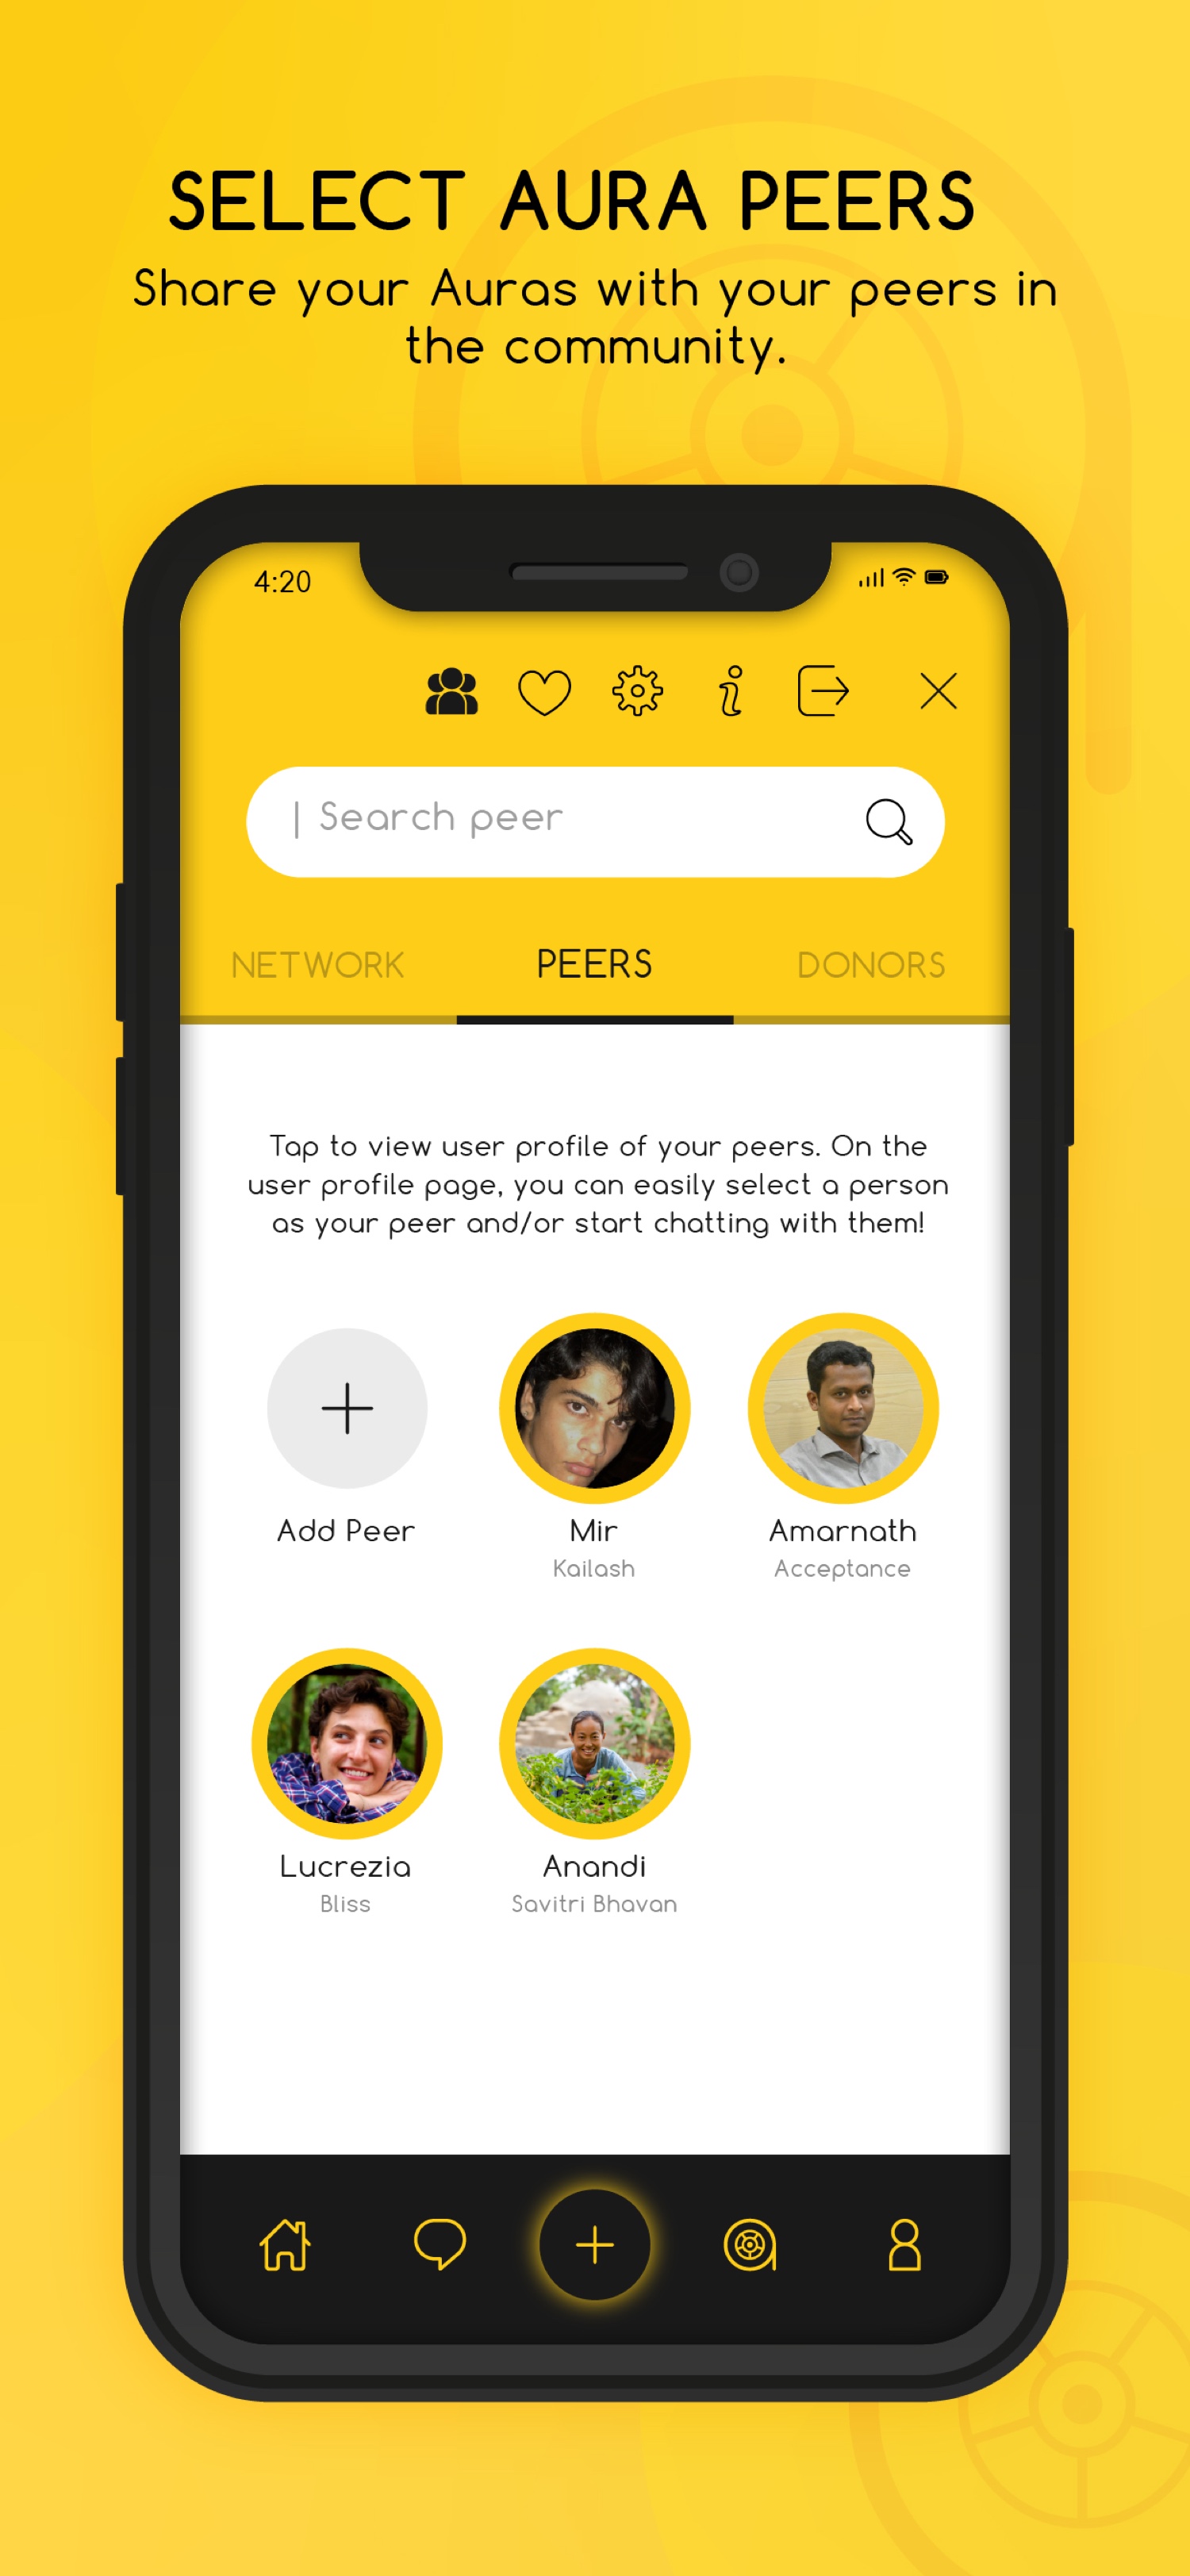 SELECT AURA PEERS
Share your Auras with your peers in
the community.
4:20
| Search peer
NETWORK PEERS DONORS
Tap to view user profile of your peers. On the
user profile page, you can easily select a person
as your peer and/or start chatting with them!
Add Peer Mir Amarnath
Kailash Acceptance
Lucrezia Anandi
Bliss Savitri Bhavan